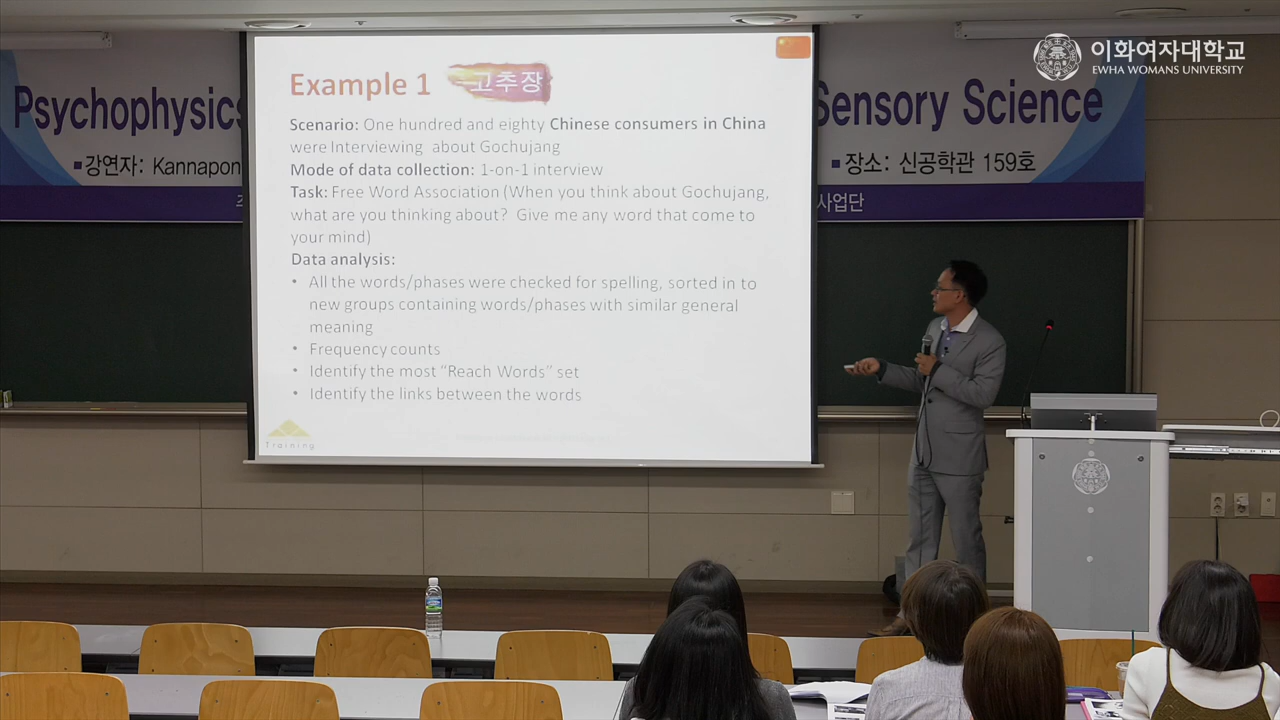 이화여자대학교
EWHA WOMANS UNIVERSITY
Psychophysics
Sensory Science
강연자: Kannapon
장소: 신공학관 159호
사업단
Example 1
고추장
Scenario: One hundred and eighty Chinese consumers in China
were Interviewing about Gochujang
Mode of data collection: 1-on-1 interview
Task: Free Word Association (When you think about Gochujang,
what are you thinking about? Give me any word that come to
your mind)
Data analysis:
• All the words/phases were checked for spelling, sorted in to
new groups containing words/phases with similar general
meaning
• Frequency counts
• Identify the most “Reach Words” set
• Identify the links between the words
Training